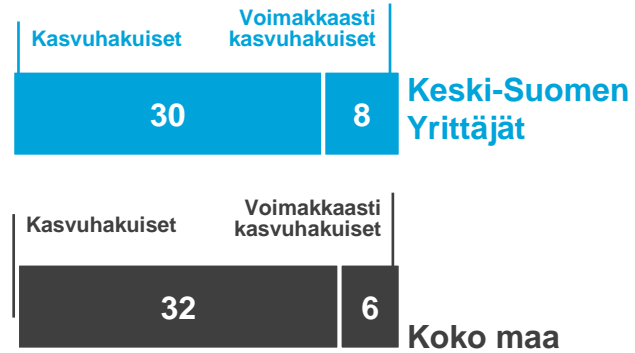 Kasvuhakuiset
Voimakkaasti
kasvuhakuiset
30
8
Keski-Suomen
Yrittäjät
Kasvuhakuiset
Voimakkaasti
kasvuhakuiset
32
6
Koko maa